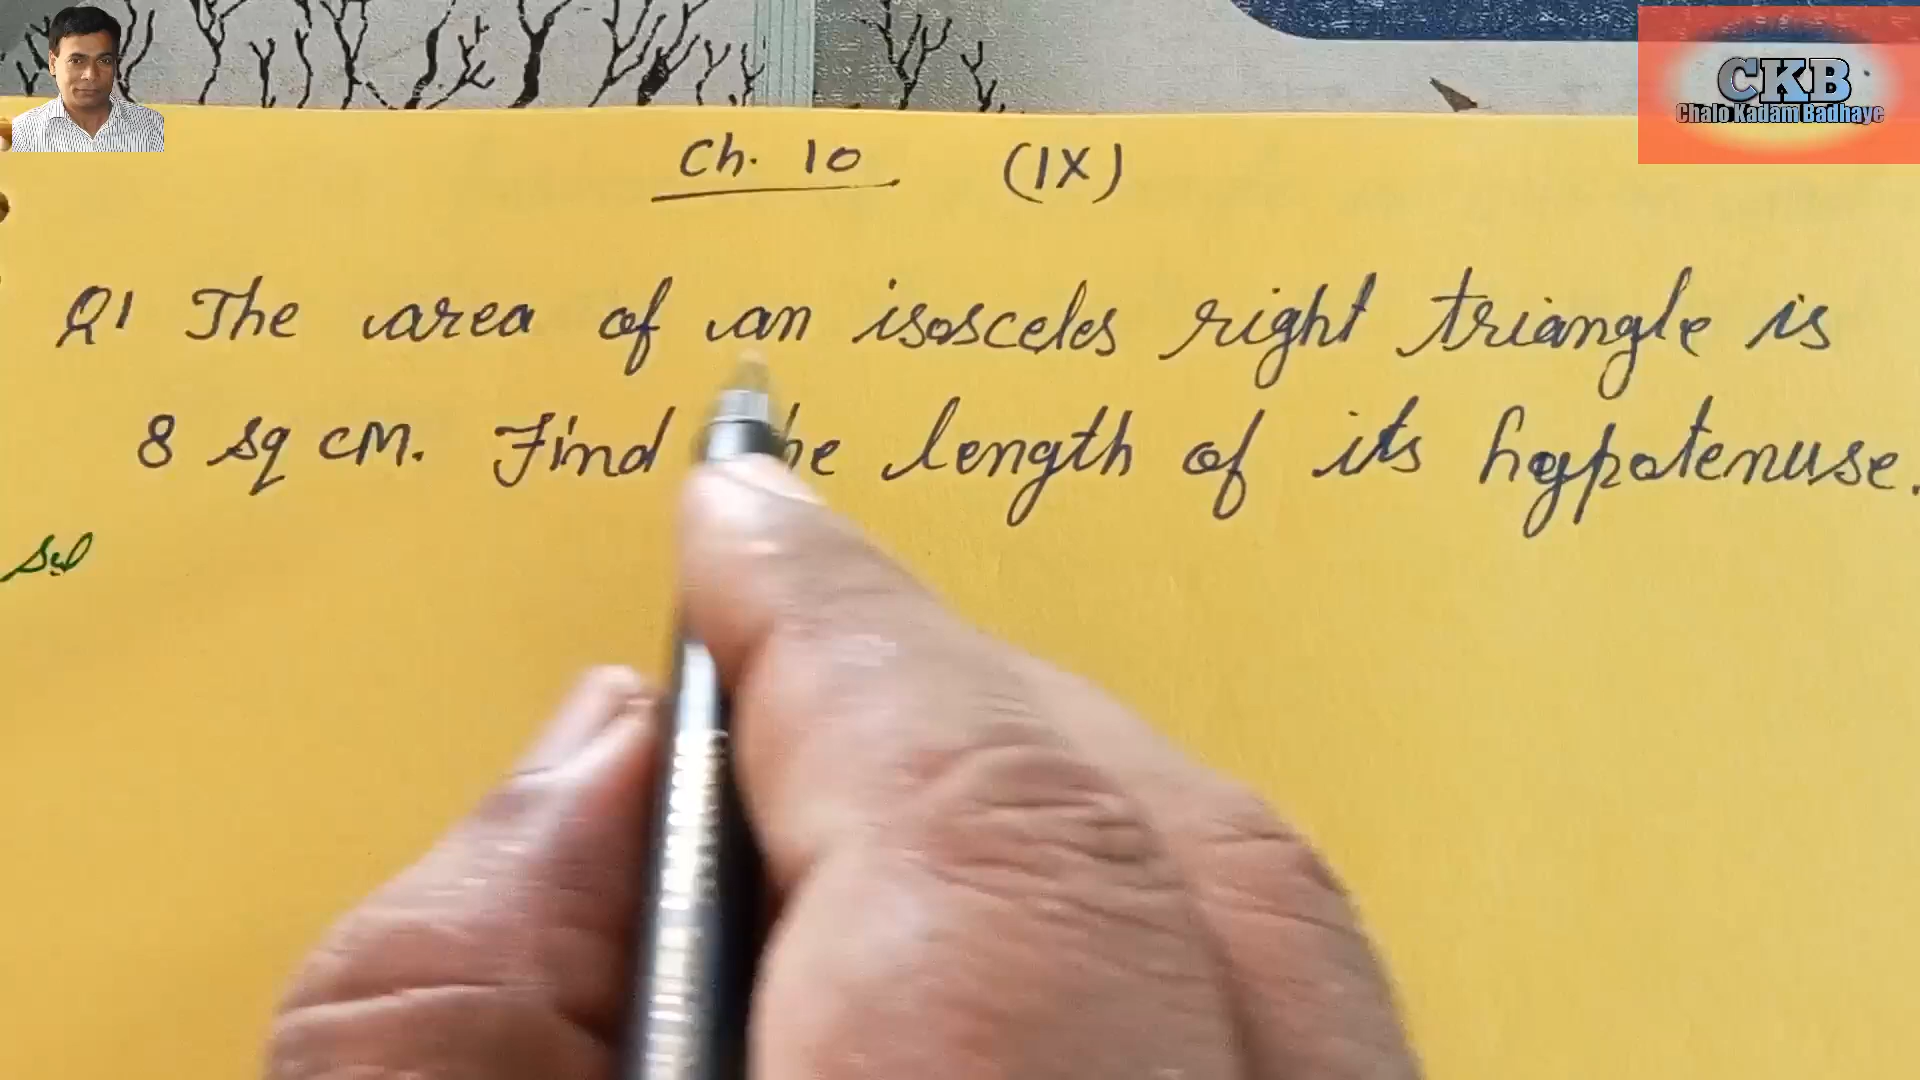 CKB
Chalo Kadam Badhaye
Ch. 10 (IX)
Q1 The area of an isosceles right triangle is
8 sq cm. Find the length of its hypotenuse.
Sol